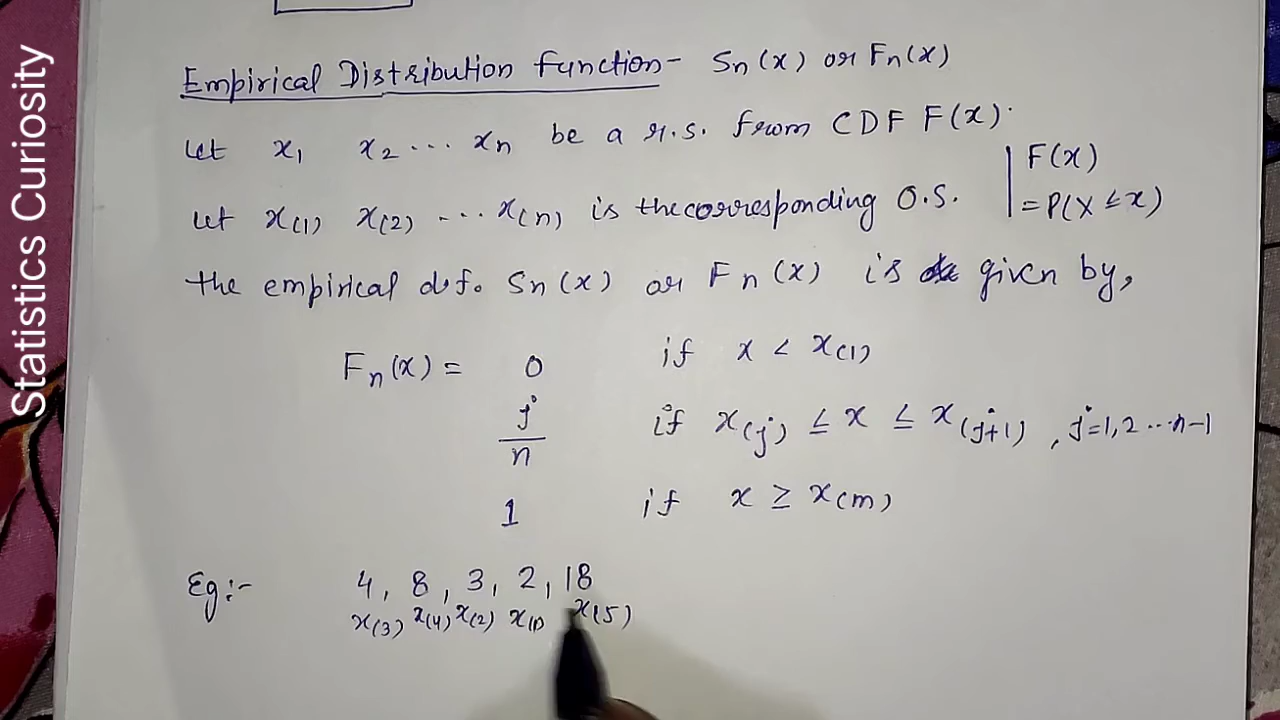 Statistics Curiosity
Empirical Distribution Function- Sn(x) or Fn(x)
Let x1 x2 ... xn be a r.s. from CDF F(x).
Let x(1) x(2) ... x(n) is the corresponding O.S. | F(x)
= P(X ≤ x)
the empirical d.f. Sn(x) or Fn(x) is given by,
Fn(x) = 0 if x < x(1)
j/n if x(j) ≤ x ≤ x(j+1), j=1,2...n-1
1 if x ≥ x(m)
Eg:- 4, 8, 3, 2, 18
x(3) x(4) x(2) x(1) x(5)